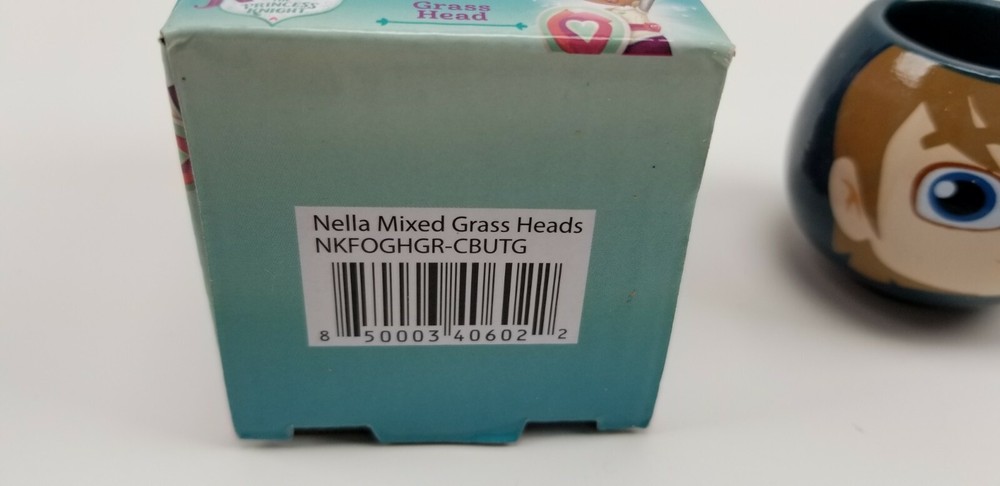 PRINCESS
KNIGHT
Grass
Head
Nella Mixed Grass Heads
NKFOGHGR-CBUTG
8 50003 40602 2